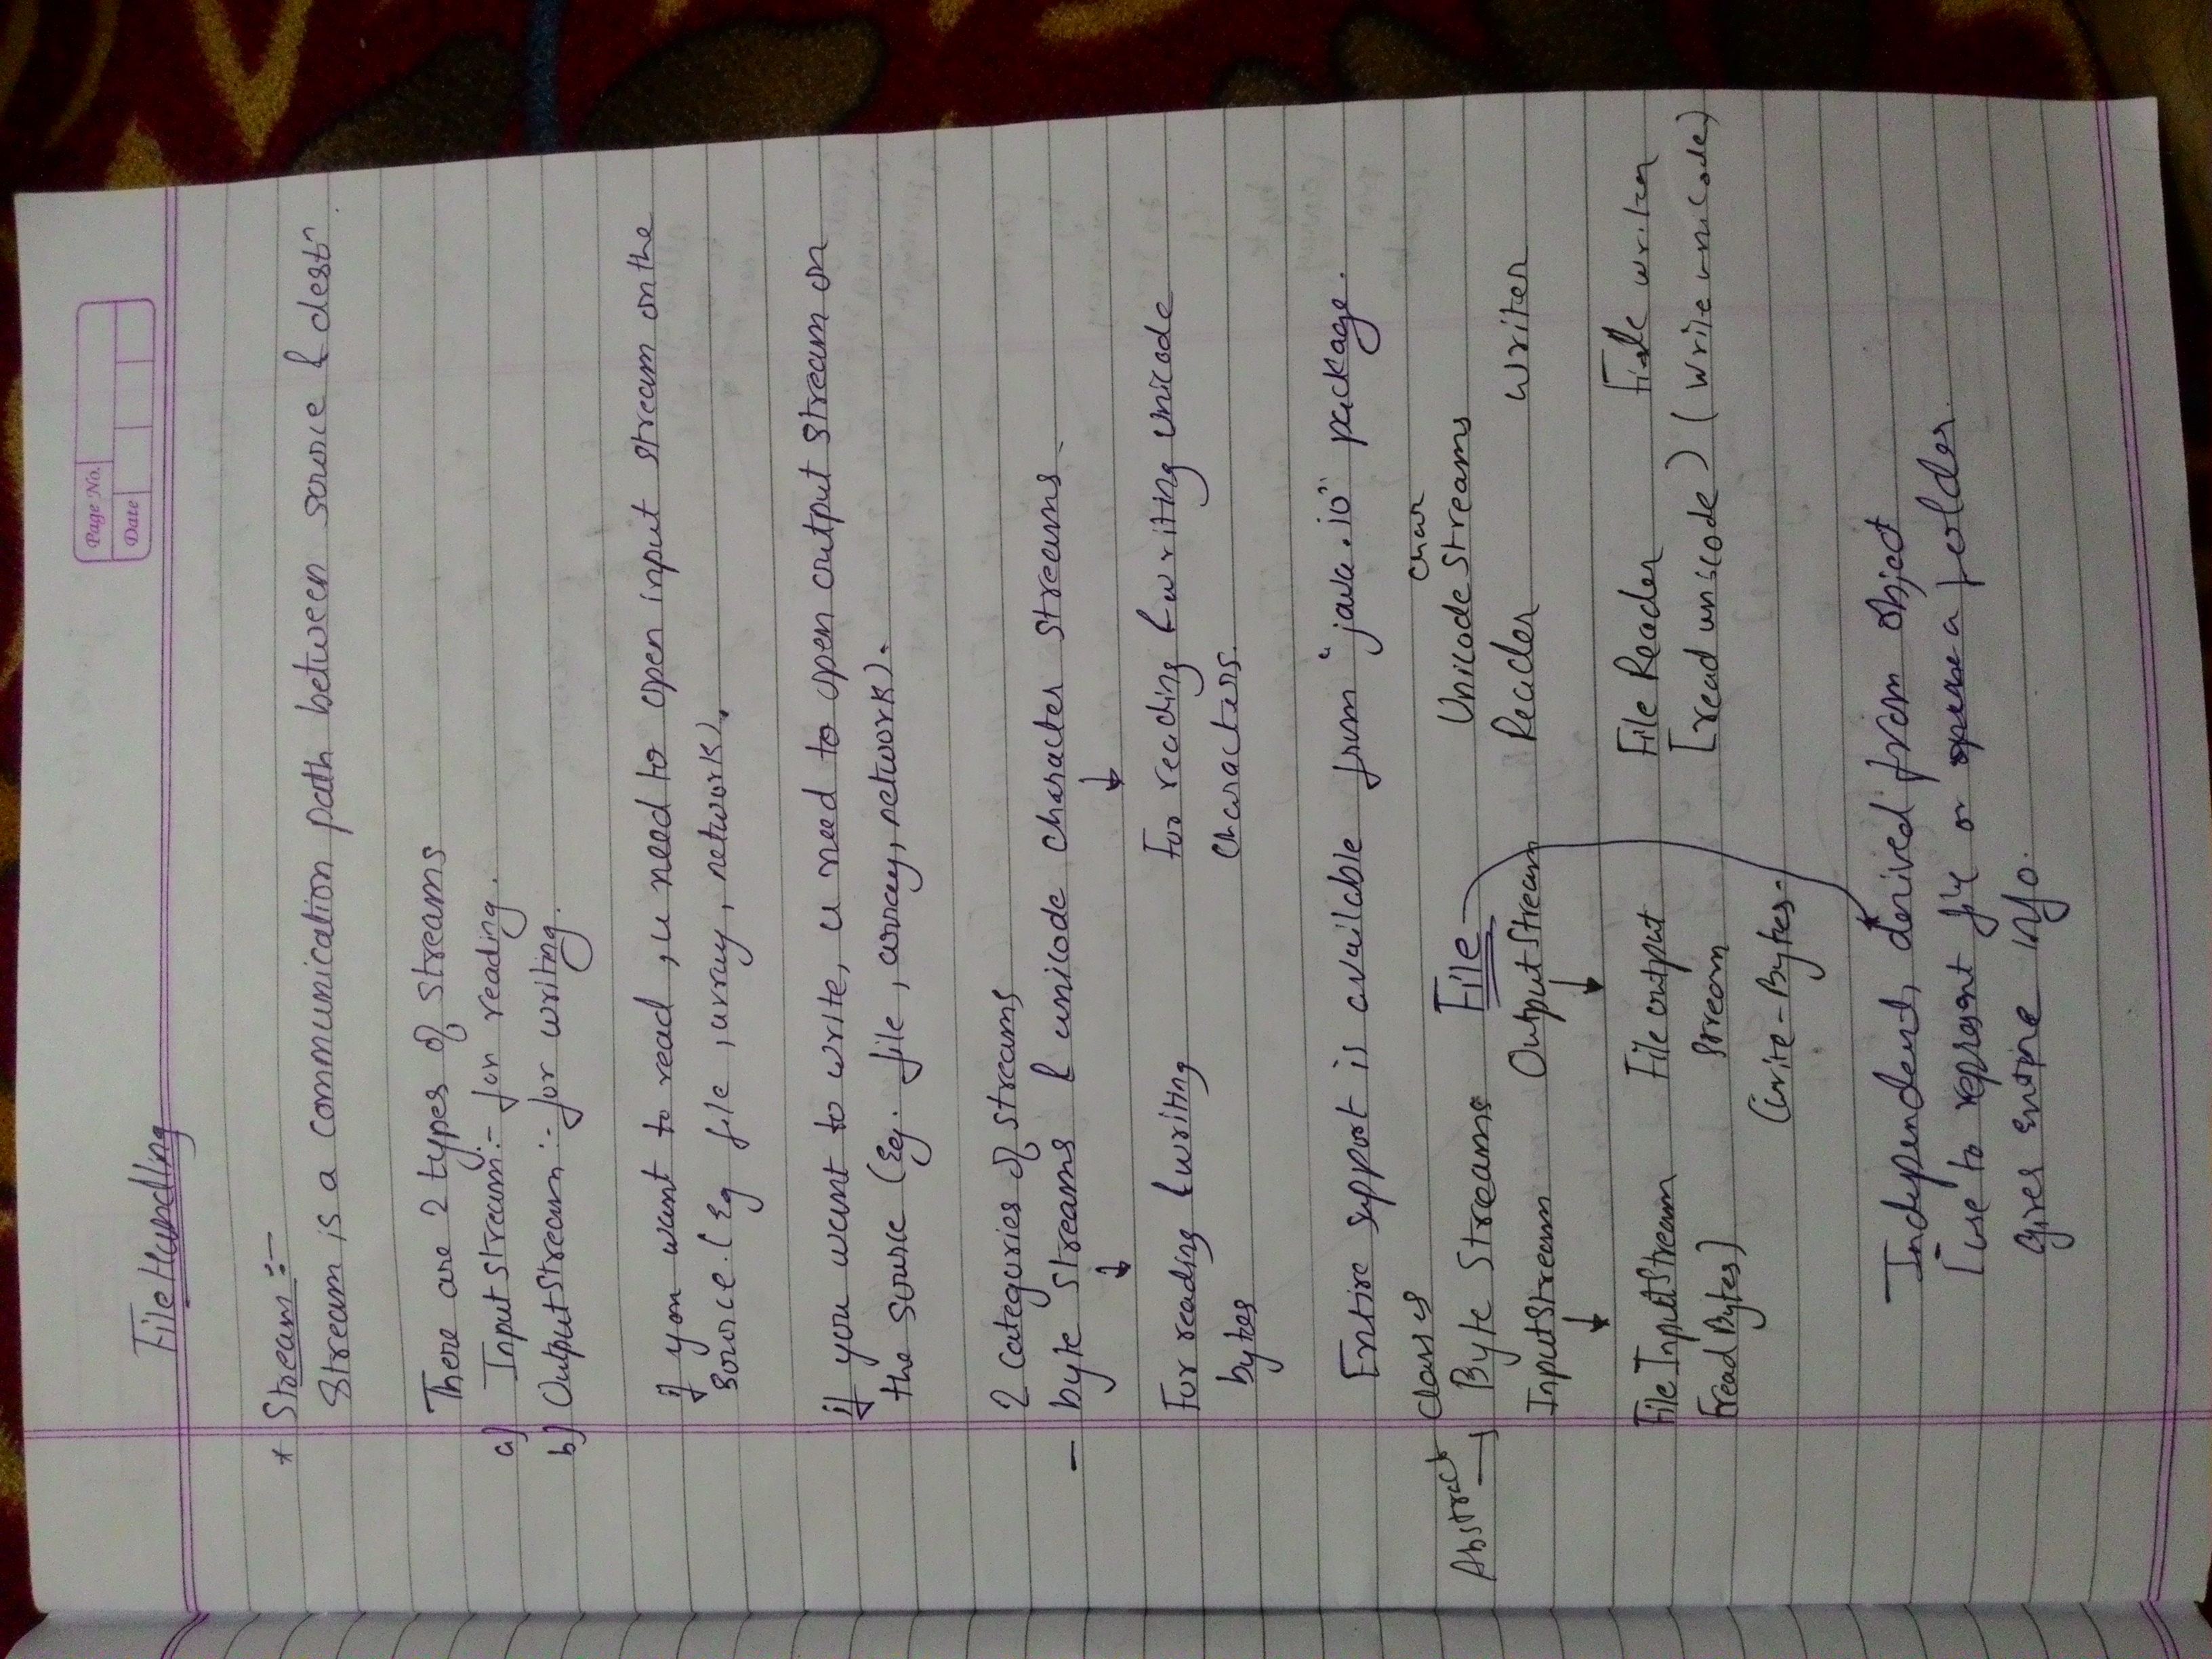 Page No.
Date
File Handling
* Stream :-
Stream is a communication path between source & destn.
There are 2 types of streams
a) Input stream :- for reading.
b) Output Stream :- for writing.
if you want to read , u need to open input stream on the
source. (Eg file , array , network).
if you want to write, u need to open output stream on
the source (Eg. file , array, network).
2 categories of streams
- byte streams & unicode character streams
↓ ↓
For reading & writing For reading & writing unicode
bytes characters.
Entire support is available from "java.io" package.
Abstract classes char
→ Byte Streams File Unicode Streams
InputStream OutputStream Reader Writer
↓ ↓
File InputStream File output File Reader File writer
[read Bytes] Stream [read unicode) (Write unicode)
(write - Bytes -
Independent, derived from object
[use to represent file or a folder.
gives entire info.